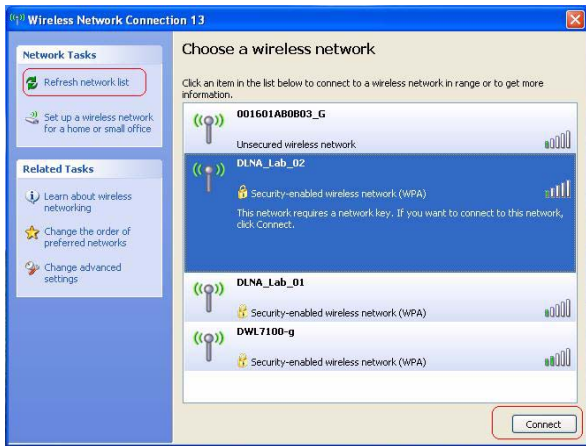 Wireless Network Connection 13
Network Tasks
Refresh network list
Set up a wireless network
for a home or small office
Related Tasks
Learn about wireless
networking
Change the order of
preferred networks
Change advanced
settings
Choose a wireless network
Click an item in the list below to connect to a wireless network in range or to get more
information.
001601AB0B03_G
Unsecured wireless network
DLNA_Lab_02
Security-enabled wireless network (WPA)
This network requires a network key. If you want to connect to this network,
click Connect.
DLNA_Lab_01
Security-enabled wireless network (WPA)
DWL7100-g
Security-enabled wireless network (WPA)
Connect